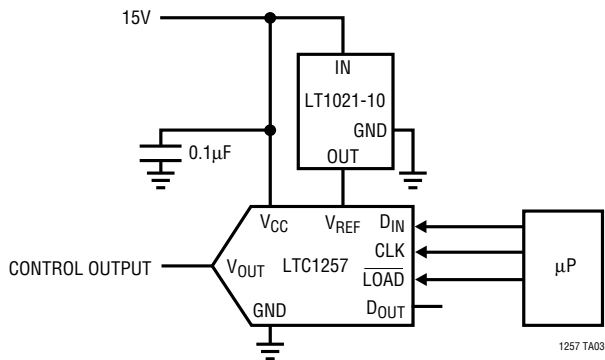 15V
IN
LT1021-10
GND
OUT
0.1µF
VCC
VREF
DIN
CLK
LOAD
DOUT
µP
CONTROL OUTPUT
VOUT
LTC1257
GND
1257 TA03